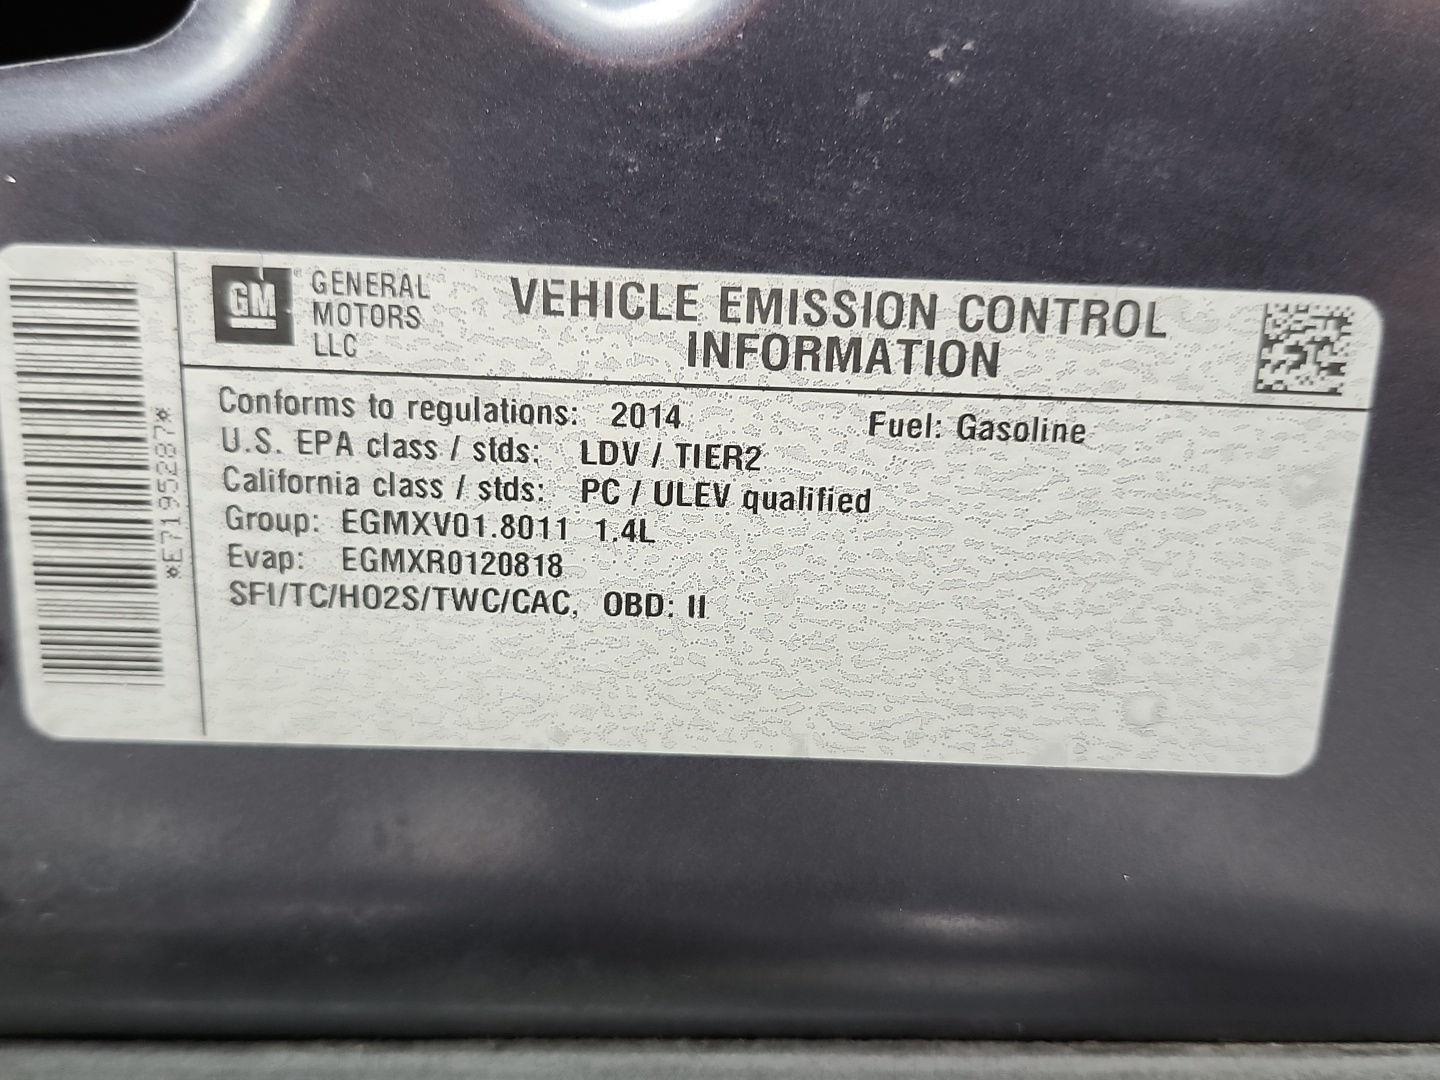 GM
GENERAL
MOTORS
LLC
VEHICLE EMISSION CONTROL
INFORMATION
Conforms to regulations: 2014
Fuel: Gasoline
U.S. EPA class / stds: LDV / TIER2
California class / stds: PC / ULEV qualified
Group: EGMXV01.8011 1.4L
Evap: EGMXR0120818
SFI/TC/HO2S/TWC/CAC, OBD: II
*E71952887*